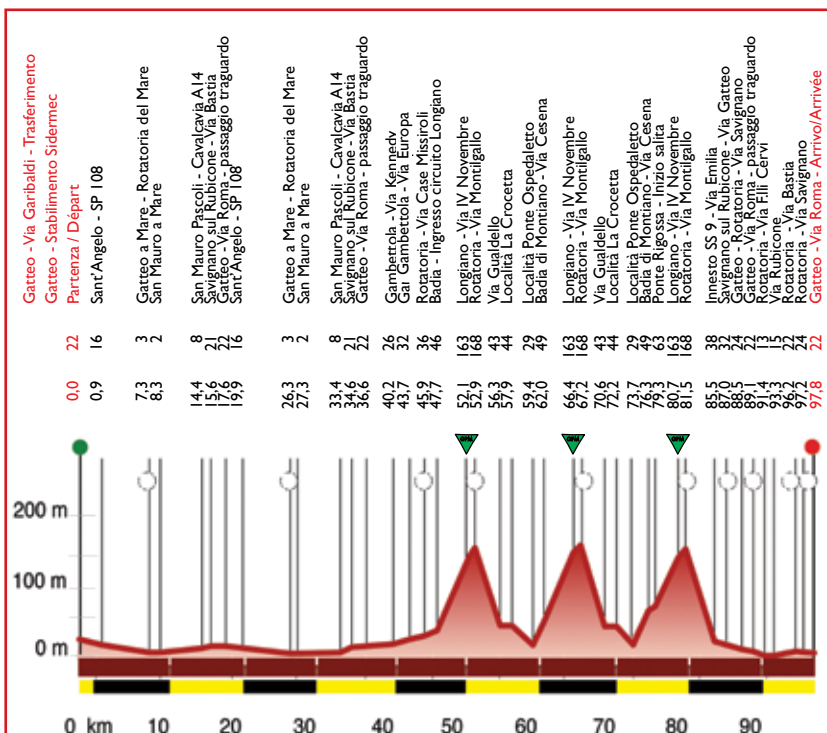 Gatteo - Via Garibaldi - Trasferimento
Gatteo - Stabilimento Sidermec
Partenza / Départ 22 0,0
Sant'Angelo - SP 108 16 0,9
Gatteo a Mare - Rotatoria del Mare 3 7,3
San Mauro a Mare 2 8,3
San Mauro Pascoli - Cavalcavia A14 8 14,4
Savignano sul Rubicone - Via Bastia 21 15,6
Gatteo - Via Roma - passaggio traguardo 22 17,6
Sant'Angelo - SP 108 16 19,9
Gatteo a Mare - Rotatoria del Mare 3 26,3
San Mauro a Mare 2 27,3
San Mauro Pascoli - Cavalcavia A14 8 33,4
Savignano sul Rubicone - Via Bastia 21 34,6
Gatteo - Via Roma - passaggio traguardo 22 36,6
Gambettola - Via Kennedy 26 40,2
Gar Gambettola - Via Europa 32 43,7
Rotatoria - Via Case Missiroli 36 45,9
Badia - Ingresso circuito Longiano 46 47,7
Longiano - Via IV Novembre 163 52,1
Rotatoria - Via Montilgallo 168 52,9
Via Gualdello 43 56,3
Località La Crocetta 44 57,9
Località Ponte Ospedaletto 29 59,4
Badia di Montiano - Via Cesena 49 62,0
Longiano - Via IV Novembre 163 66,4
Rotatoria - Via Montilgallo 168 67,2
Via Gualdello 43 70,6
Località La Crocetta 44 72,2
Località Ponte Ospedaletto 29 73,7
Badia di Montiano - Via Cesena 49 76,3
Ponte Rigossa - Inizio salita 63 79,3
Longiano - Via IV Novembre 163 80,7
Rotatoria - Via Montilgallo 168 81,5
Innesto SS 9 - Via Emilia 38 85,5
Savignano sul Rubicone - Via Gatteo 32 87,0
Gatteo - Rotatoria - Via Savignano 24 88,5
Gatteo - Via Roma - passaggio traguardo 22 89,1
Rotatoria - Via Flli Cervi 13 91,4
Via Rubicone 15 93,3
Rotatoria - Via Bastia 22 96,2
Rotatoria - Via Savignano 24 97,2
Gatteo - Via Roma - Arrivo/Arrivée 22 97,8
GPM GPM GPM
200 m
100 m
0 m
0 km 10 20 30 40 50 60 70 80 90